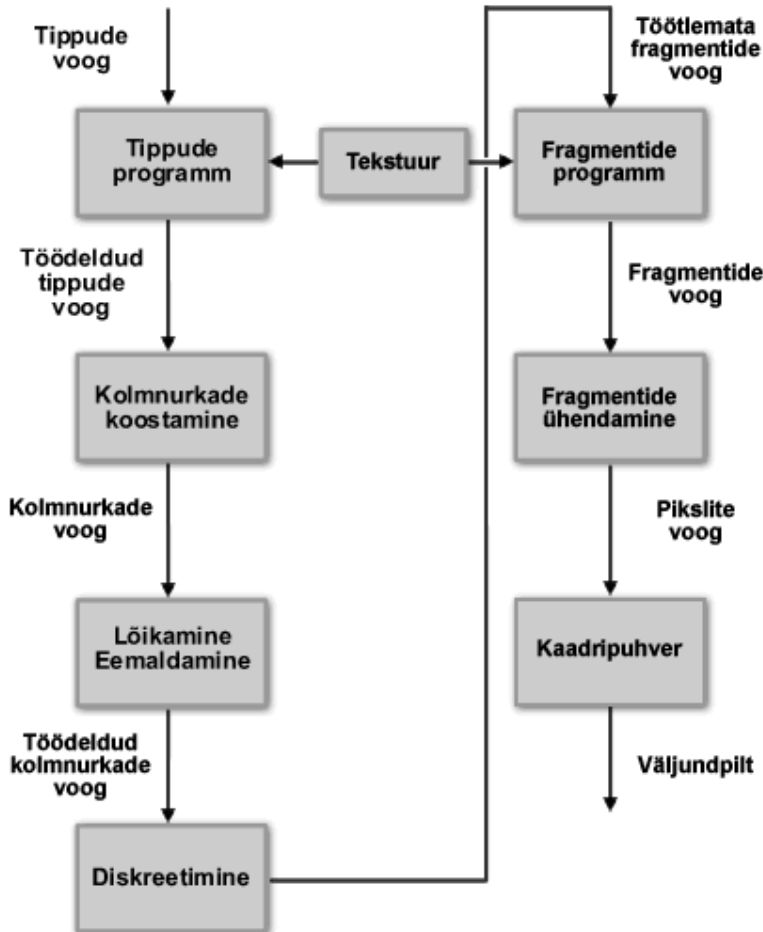 Tippude
voog
Tippude
programm
Töödeldud
tippude
voog
Kolmnurkade
koostamine
Kolmnurkade
voog
Lõikamine
Eemaldamine
Töödeldud
kolmnurkade
voog
Diskreetimine
Tekstuur
Töötlemata
fragmentide
voog
Fragmentide
programm
Fragmentide
voog
Fragmentide
ühendamine
Pikslite
voog
Kaadripuhver
Väljundpilt